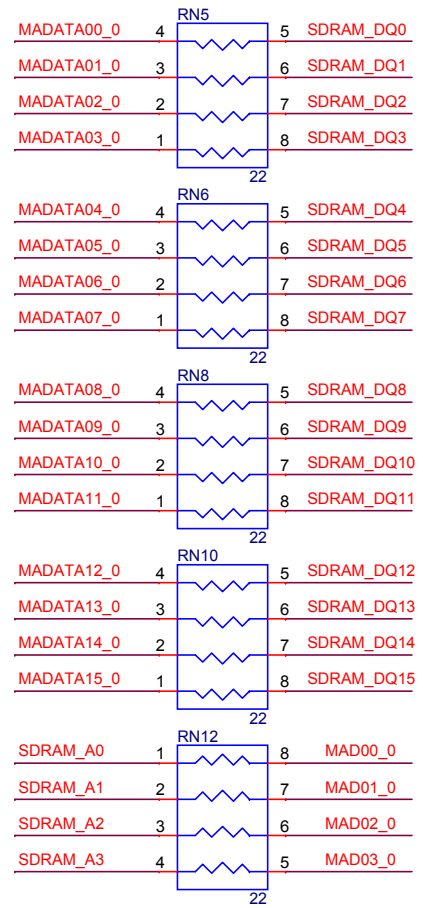 RN5
MADATA00_0 4 5 SDRAM_DQ0
MADATA01_0 3 6 SDRAM_DQ1
MADATA02_0 2 7 SDRAM_DQ2
MADATA03_0 1 8 SDRAM_DQ3
22
RN6
MADATA04_0 4 5 SDRAM_DQ4
MADATA05_0 3 6 SDRAM_DQ5
MADATA06_0 2 7 SDRAM_DQ6
MADATA07_0 1 8 SDRAM_DQ7
22
RN8
MADATA08_0 4 5 SDRAM_DQ8
MADATA09_0 3 6 SDRAM_DQ9
MADATA10_0 2 7 SDRAM_DQ10
MADATA11_0 1 8 SDRAM_DQ11
22
RN10
MADATA12_0 4 5 SDRAM_DQ12
MADATA13_0 3 6 SDRAM_DQ13
MADATA14_0 2 7 SDRAM_DQ14
MADATA15_0 1 8 SDRAM_DQ15
22
RN12
SDRAM_A0 1 8 MAD00_0
SDRAM_A1 2 7 MAD01_0
SDRAM_A2 3 6 MAD02_0
SDRAM_A3 4 5 MAD03_0
22